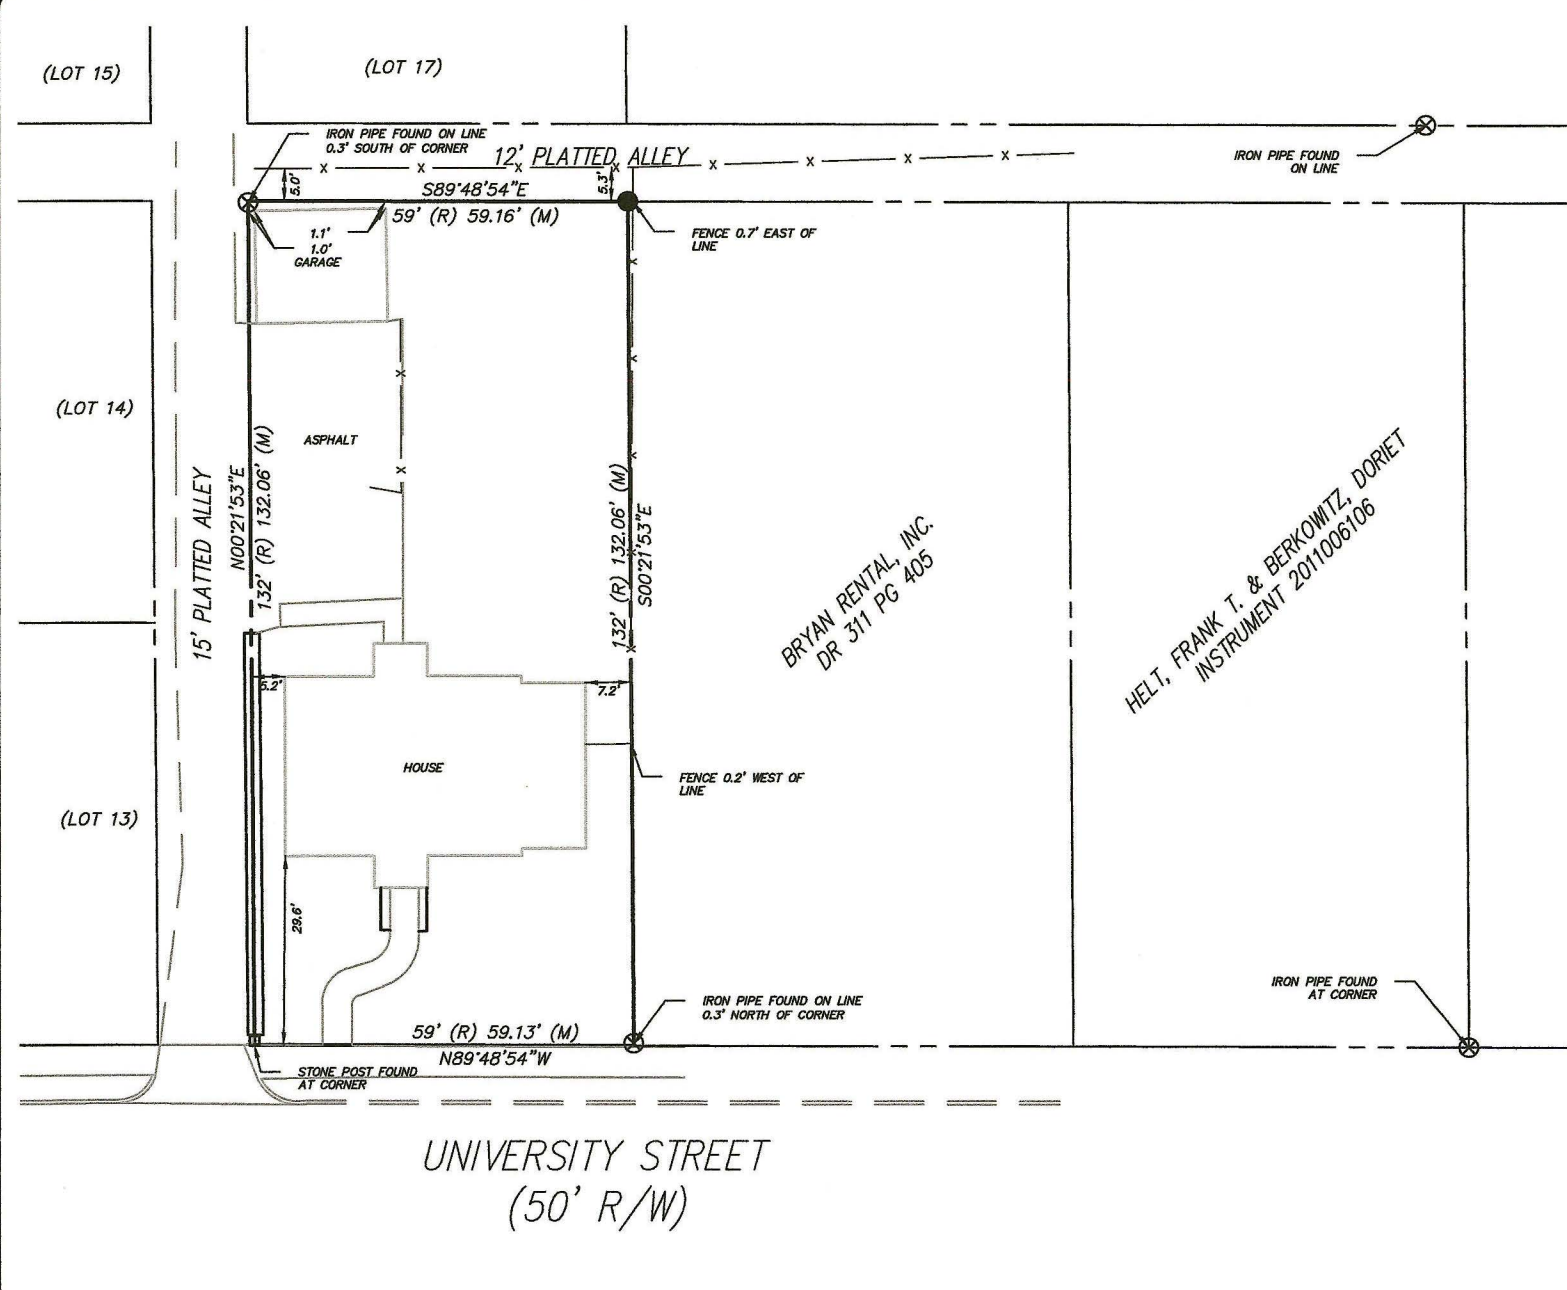 (LOT 15)
(LOT 17)
IRON PIPE FOUND ON LINE
0.3' SOUTH OF CORNER
12' PLATTED ALLEY
IRON PIPE FOUND
ON LINE
5.0'
S89°48'54"E
5.3'
59' (R) 59.16' (M)
1.1'
1.0'
GARAGE
FENCE 0.7' EAST OF
LINE
(LOT 14)
ASPHALT
15' PLATTED ALLEY
N00°21'53"E
132' (R) 132.06' (M)
132' (R) 132.06' (M)
S00°21'53"E
BRYAN RENTAL, INC.
DR 311 PG 405
HELT, FRANK T. & BERKOWITZ, DORIET
INSTRUMENT 2011006106
5.2'
7.2'
HOUSE
FENCE 0.2' WEST OF
LINE
(LOT 13)
29.6'
IRON PIPE FOUND ON LINE
0.3' NORTH OF CORNER
IRON PIPE FOUND
AT CORNER
59' (R) 59.13' (M)
N89°48'54"W
STONE POST FOUND
AT CORNER
UNIVERSITY STREET
(50' R/W)